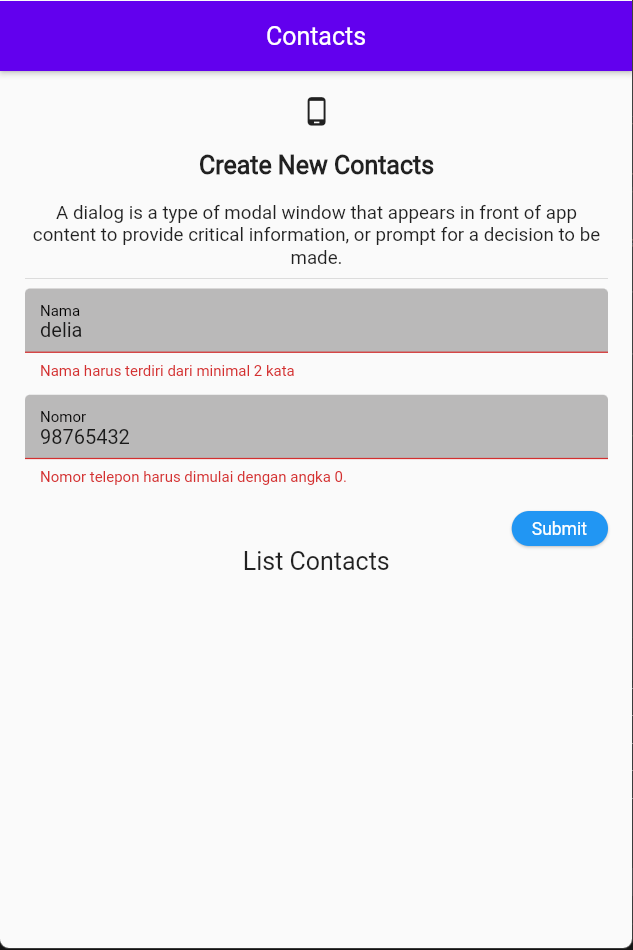 Contacts
Create New Contacts
A dialog is a type of modal window that appears in front of app
content to provide critical information, or prompt for a decision to be
made.
Nama
delia
Nama harus terdiri dari minimal 2 kata
Nomor
98765432
Nomor telepon harus dimulai dengan angka 0.
Submit
List Contacts